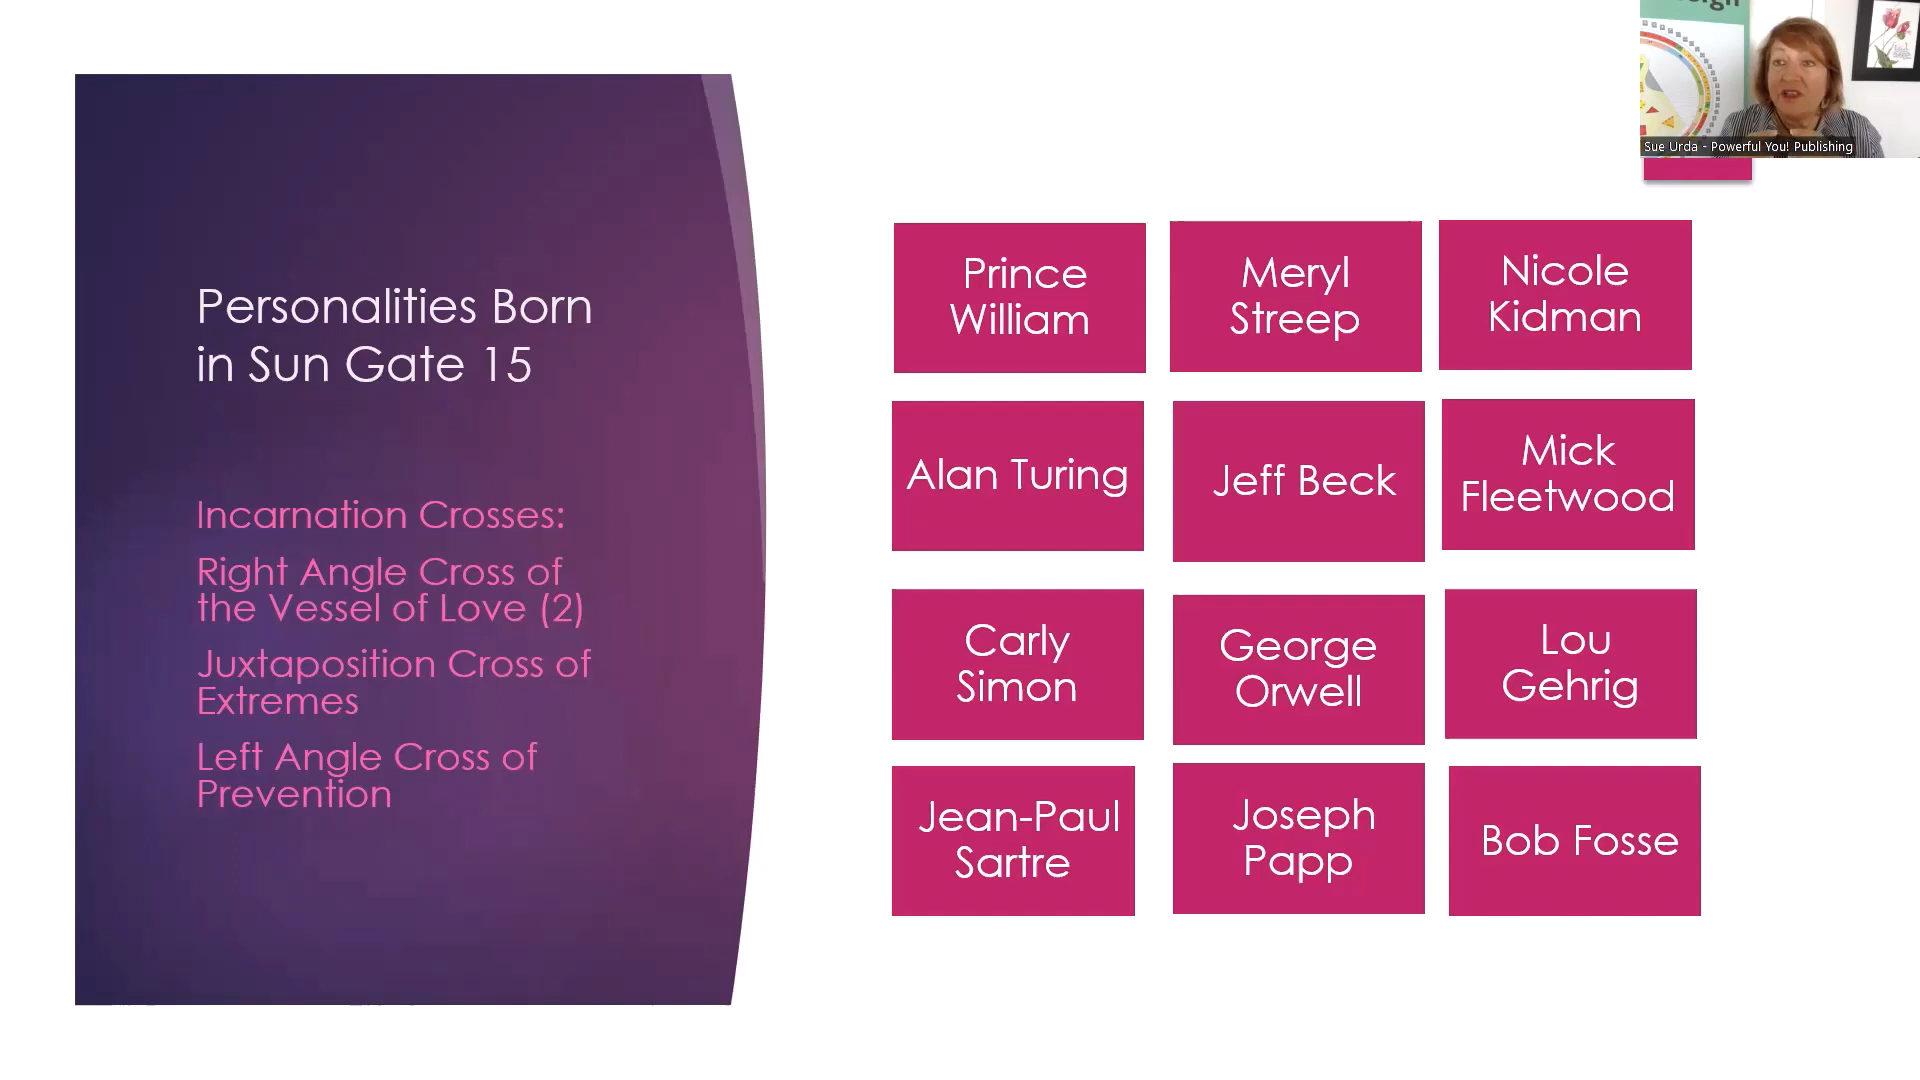 Personalities Born
in Sun Gate 15
Incarnation Crosses:
Right Angle Cross of
the Vessel of Love (2)
Juxtaposition Cross of
Extremes
Left Angle Cross of
Prevention
Prince
William
Meryl
Streep
Nicole
Kidman
Alan Turing
Jeff Beck
Mick
Fleetwood
Carly
Simon
George
Orwell
Lou
Gehrig
Jean-Paul
Sartre
Joseph
Papp
Bob Fosse
Sue Urda - Powerful You! Publishing